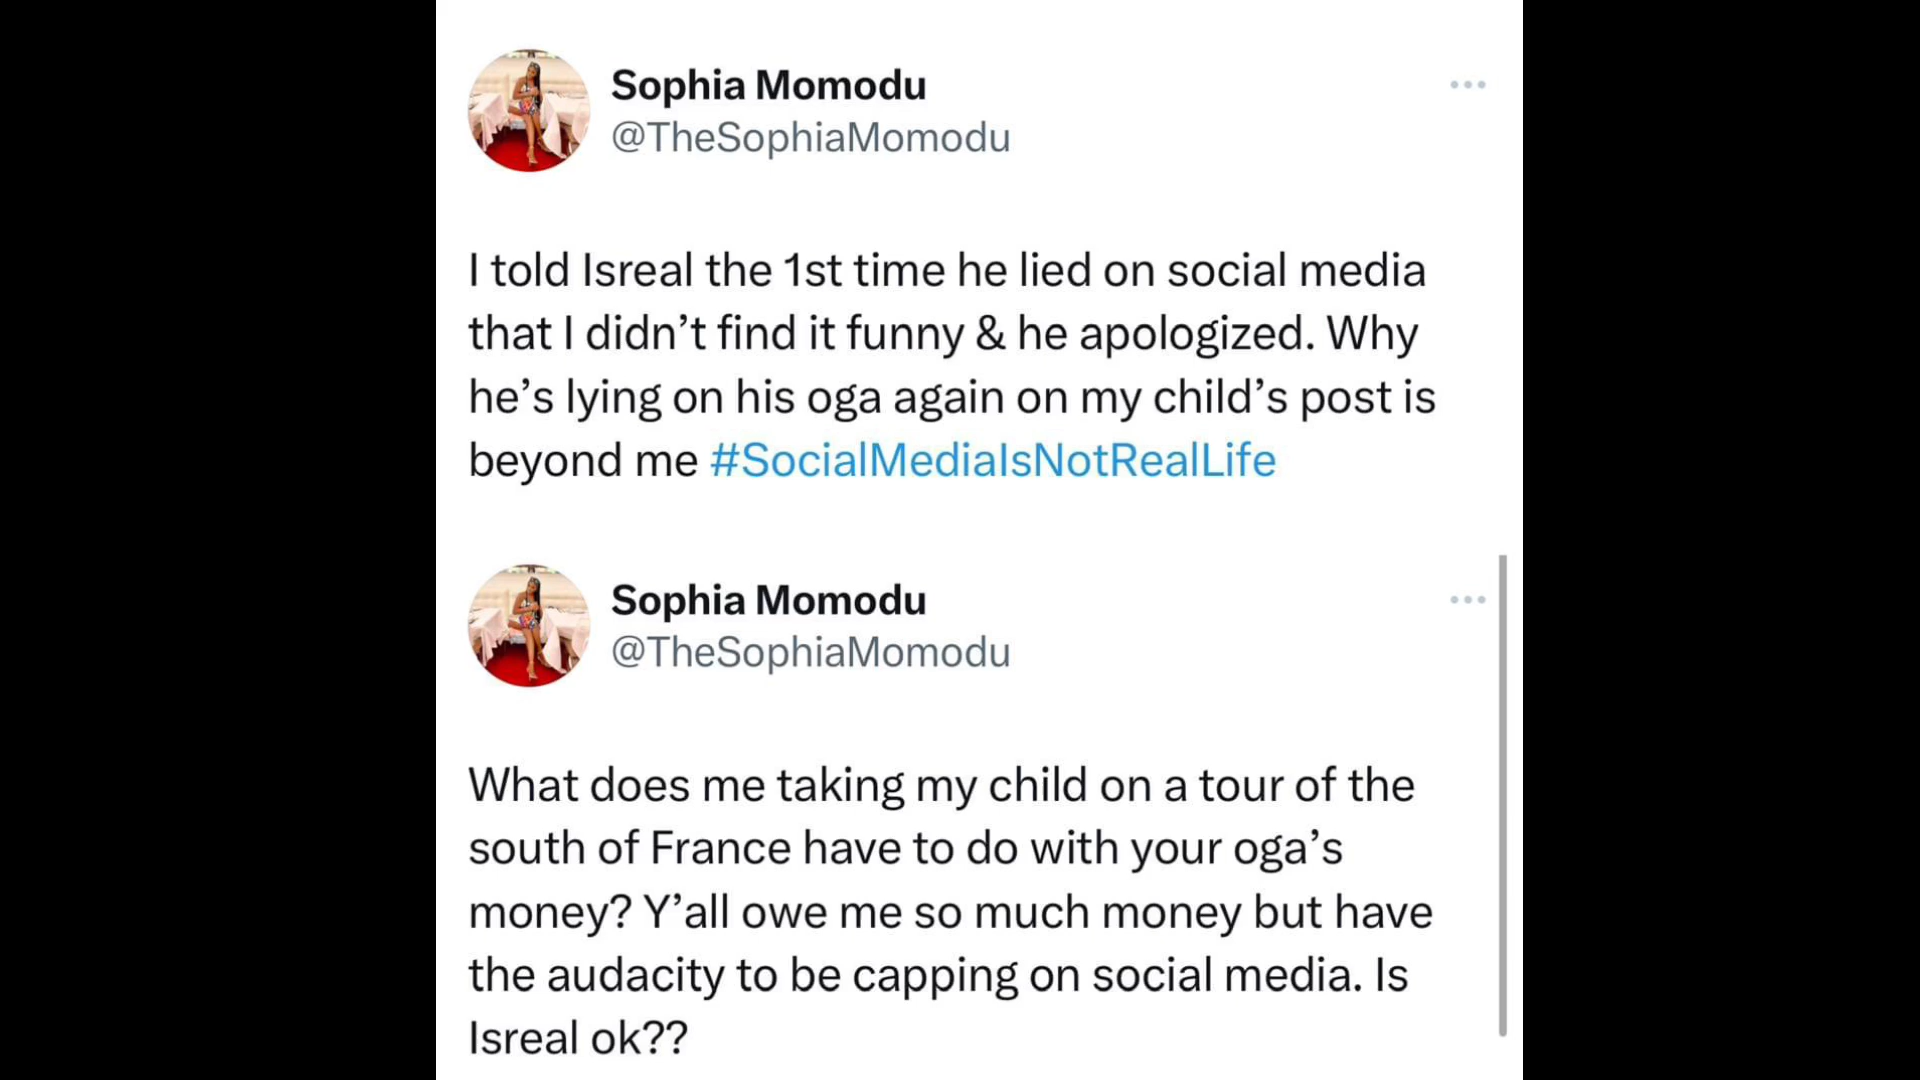 Sophia Momodu
@TheSophiaMomodu
I told Isreal the 1st time he lied on social media
that I didn’t find it funny & he apologized. Why
he’s lying on his oga again on my child’s post is
beyond me #SocialMediaIsNotRealLife
Sophia Momodu
@TheSophiaMomodu
What does me taking my child on a tour of the
south of France have to do with your oga’s
money? Y’all owe me so much money but have
the audacity to be capping on social media. Is
Isreal ok??